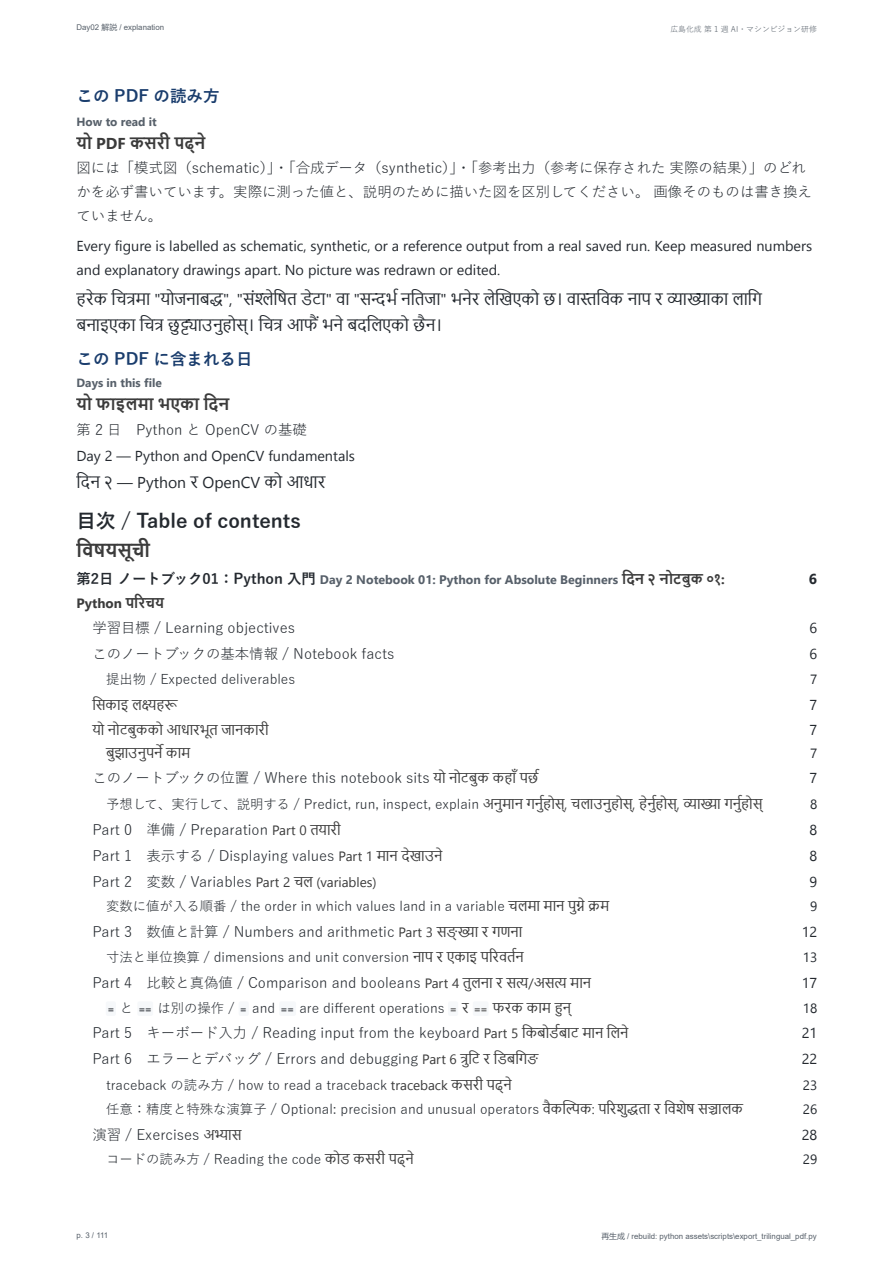 Day02 解説 / explanation
広島化成 第 1 週 AI・マシンビジョン研修
この PDF の読み方
How to read it
यो PDF कसरी पढ्ने
図には「模式図（schematic）」・「合成データ（synthetic）」・「参考出力（参考に保存された 実際の結果）」のどれ
かを必ず書いています。実際に測った値と、説明のために描いた図を区別してください。 画像そのものは書き換え
ていません。
Every figure is labelled as schematic, synthetic, or a reference output from a real saved run. Keep measured numbers
and explanatory drawings apart. No picture was redrawn or edited.
हरेक चित्रमा "योजनाबद्ध", "संश्लेषित डेटा" वा "सन्दर्भ नतिजा" भनेर लेखिएको छ। वास्तविक नाप र व्याख्याका लागि
बनाइएका चित्र छुट्ट्याउनुहोस्। चित्र आफैँ भने बदलिएको छैन।
この PDF に含まれる日
Days in this file
यो फाइलमा भएका दिन
第 2 日　Python と OpenCV の基礎
Day 2 — Python and OpenCV fundamentals
दिन २ — Python र OpenCV को आधार
目次 / Table of contents
विषयसूची
第2日 ノートブック01：Python 入門 Day 2 Notebook 01: Python for Absolute Beginners दिन २ नोटबुक ०१: 6
Python परिचय
学習目標 / Learning objectives 6
このノートブックの基本情報 / Notebook facts 6
提出物 / Expected deliverables 7
सिकाइ लक्ष्यहरू 7
यो नोटबुकको आधारभूत जानकारी 7
बुझाउनुपर्ने काम 7
このノートブックの位置 / Where this notebook sits यो नोटबुक कहाँ पर्छ 7
予想して、実行して、説明する / Predict, run, inspect, explain अनुमान गर्नुहोस्, चलाउनुहोस्, हेर्नुहोस्, व्याख्या गर्नुहोस् 8
Part 0　準備 / Preparation Part 0 तयारी 8
Part 1　表示する / Displaying values Part 1 मान देखाउने 8
Part 2　変数 / Variables Part 2 चल (variables) 9
変数に値が入る順番 / the order in which values land in a variable चलमा मान पुग्ने क्रम 9
Part 3　数値と計算 / Numbers and arithmetic Part 3 सङ्ख्या र गणना 12
寸法と単位換算 / dimensions and unit conversion नाप र एकाइ परिवर्तन 13
Part 4　比較と真偽値 / Comparison and booleans Part 4 तुलना र सत्य/असत्य मान 17
= と == は別の操作 / = and == are different operations = र == फरक काम हुन् 18
Part 5　キーボード入力 / Reading input from the keyboard Part 5 किबोर्डबाट मान लिने 21
Part 6　エラーとデバッグ / Errors and debugging Part 6 त्रुटि र डिबगिङ 22
traceback の読み方 / how to read a traceback traceback कसरी पढ्ने 23
任意：精度と特殊な演算子 / Optional: precision and unusual operators वैकल्पिक: परिशुद्धता र विशेष सञ्चालक 26
演習 / Exercises अभ्यास 28
コードの読み方 / Reading the code कोड कसरी पढ्ने 29
p. 3 / 111
再生成 / rebuild: python assets\scripts\export_trilingual_pdf.py